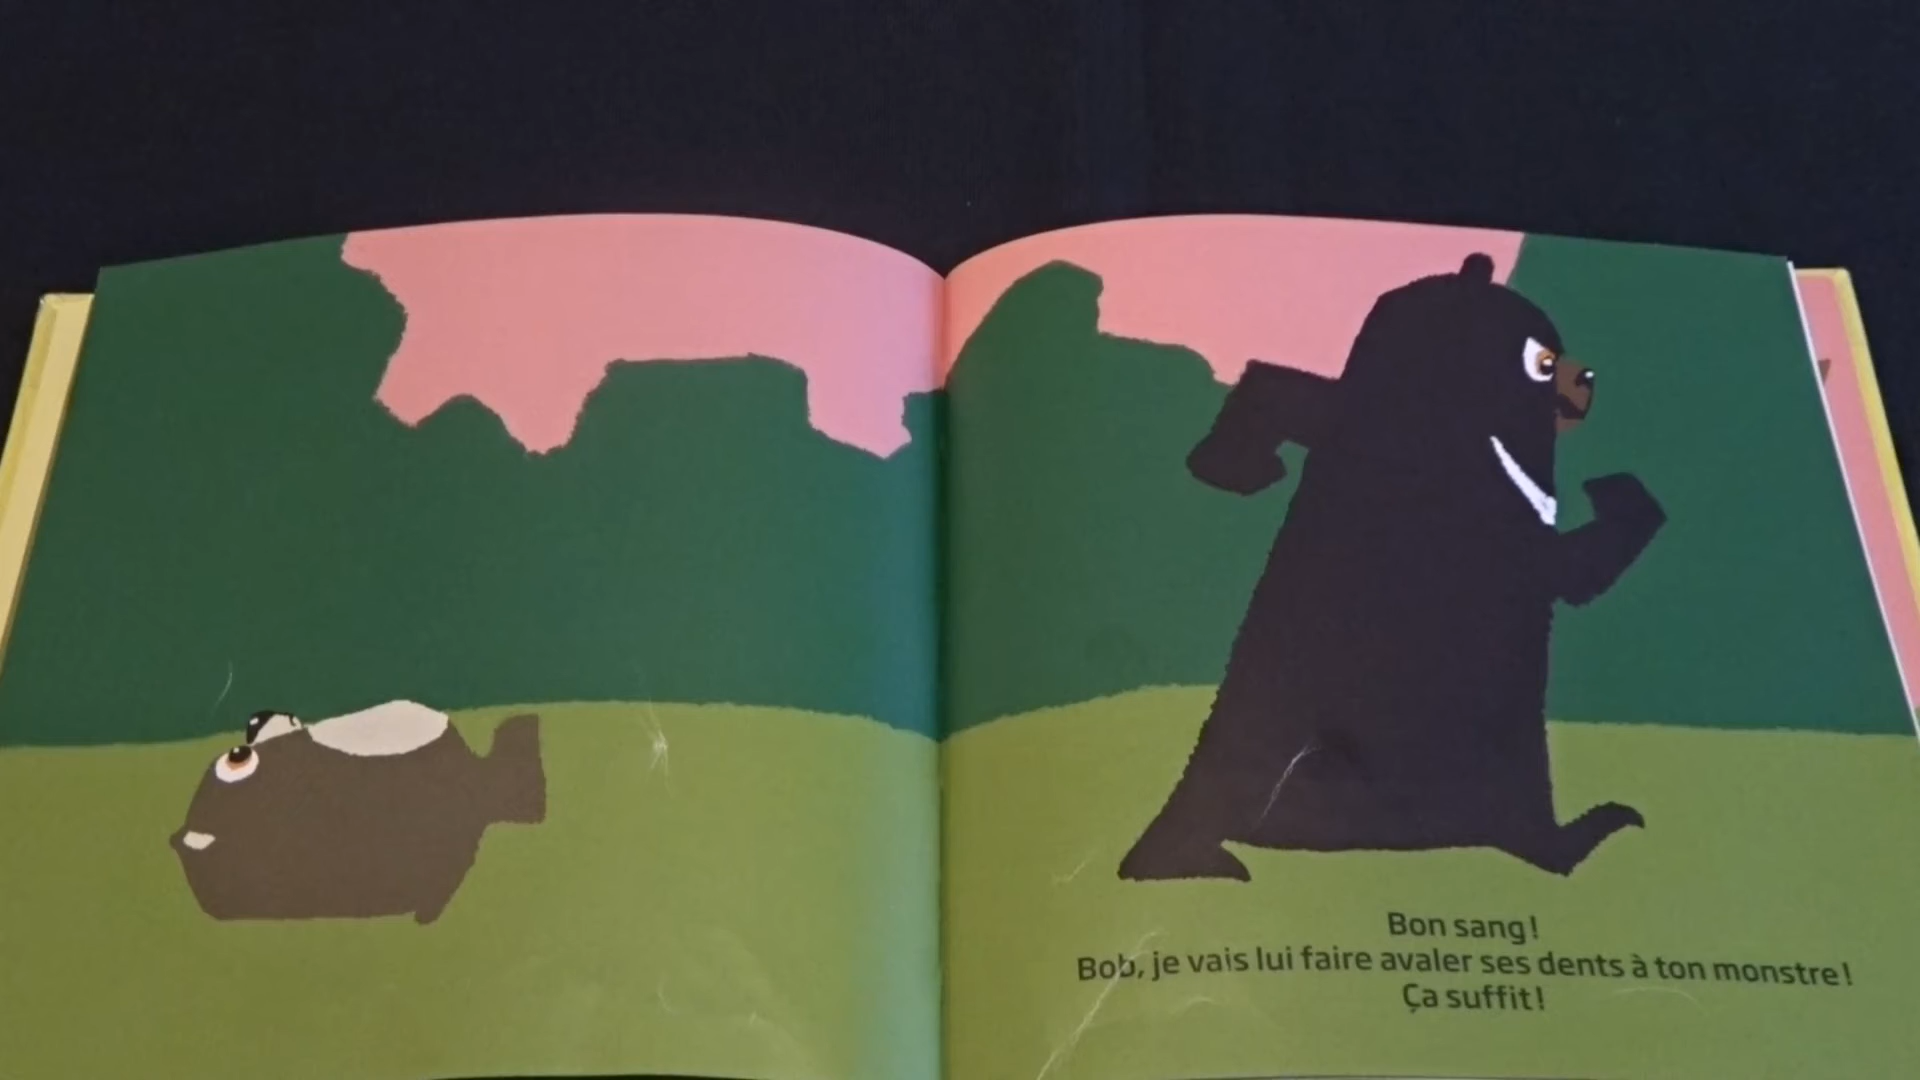 Bon sang !
Bob, je vais lui faire avaler ses dents à ton monstre !
Ça suffit !